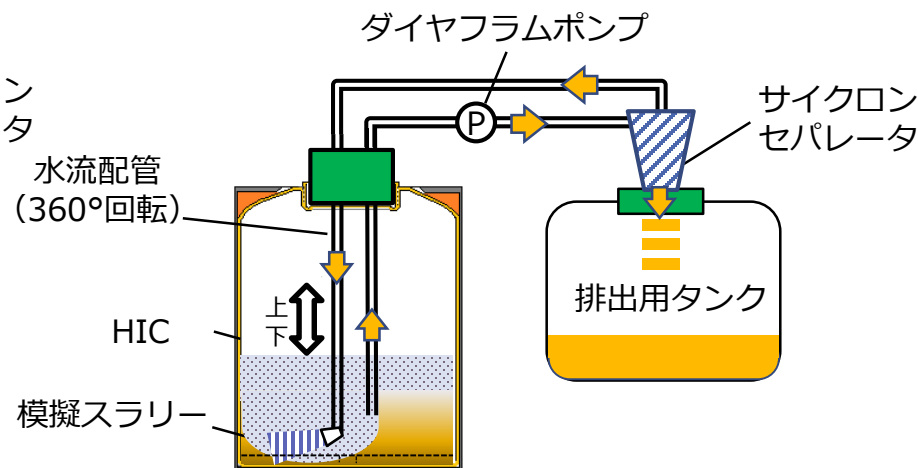 ダイヤフラムポンプ
ン
タ
サイクロン
セパレータ
P
水流配管
（360°回転）
上
下
排出用タンク
HIC
模擬スラリー